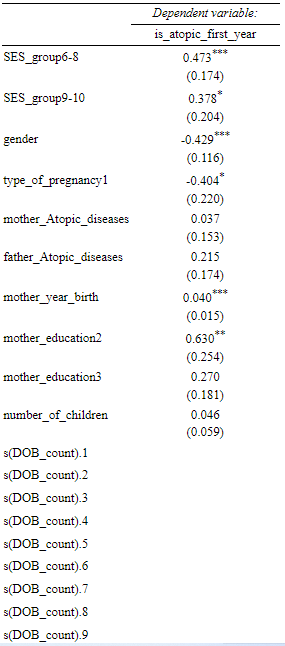 Dependent variable:
is_atopic_first_year
SES_group6-8 0.473***
(0.174)
SES_group9-10 0.378*
(0.204)
gender -0.429***
(0.116)
type_of_pregnancy1 -0.404*
(0.220)
mother_Atopic_diseases 0.037
(0.153)
father_Atopic_diseases 0.215
(0.174)
mother_year_birth 0.040***
(0.015)
mother_education2 0.630**
(0.254)
mother_education3 0.270
(0.181)
number_of_children 0.046
(0.059)
s(DOB_count).1
s(DOB_count).2
s(DOB_count).3
s(DOB_count).4
s(DOB_count).5
s(DOB_count).6
s(DOB_count).7
s(DOB_count).8
s(DOB_count).9